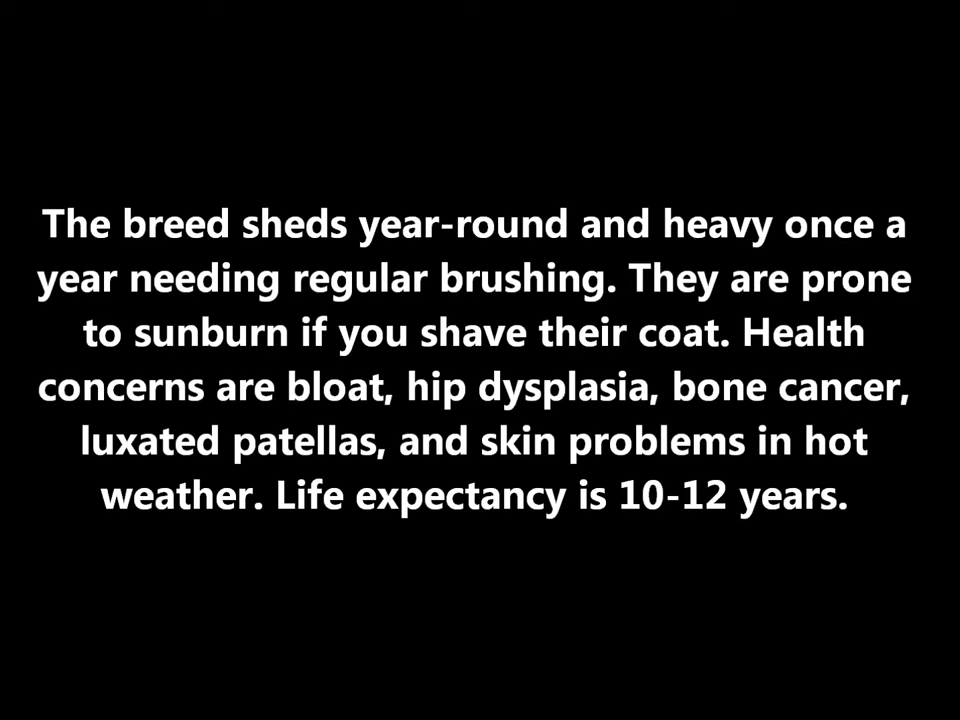 The breed sheds year-round and heavy once a
year needing regular brushing. They are prone
to sunburn if you shave their coat. Health
concerns are bloat, hip dysplasia, bone cancer,
luxated patellas, and skin problems in hot
weather. Life expectancy is 10-12 years.